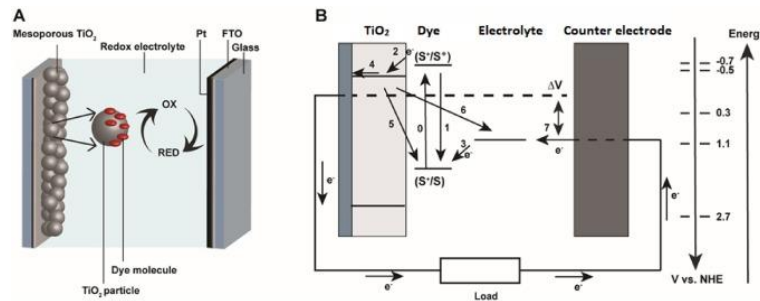 A
Mesoporous TiO2
Redox electrolyte
Pt
FTO
Glass
OX
RED
Dye molecule
TiO2 particle
B
TiO2
Dye
Electrolyte
Counter electrode
Energ
2
e-
(S+/S*)
4
ΔV
-0.7
-0.5
6
0.3
5
0
1
3
e-
7
e-
1.1
(S+/S)
e-
e-
2.7
e-
e-
Load
V vs. NHE